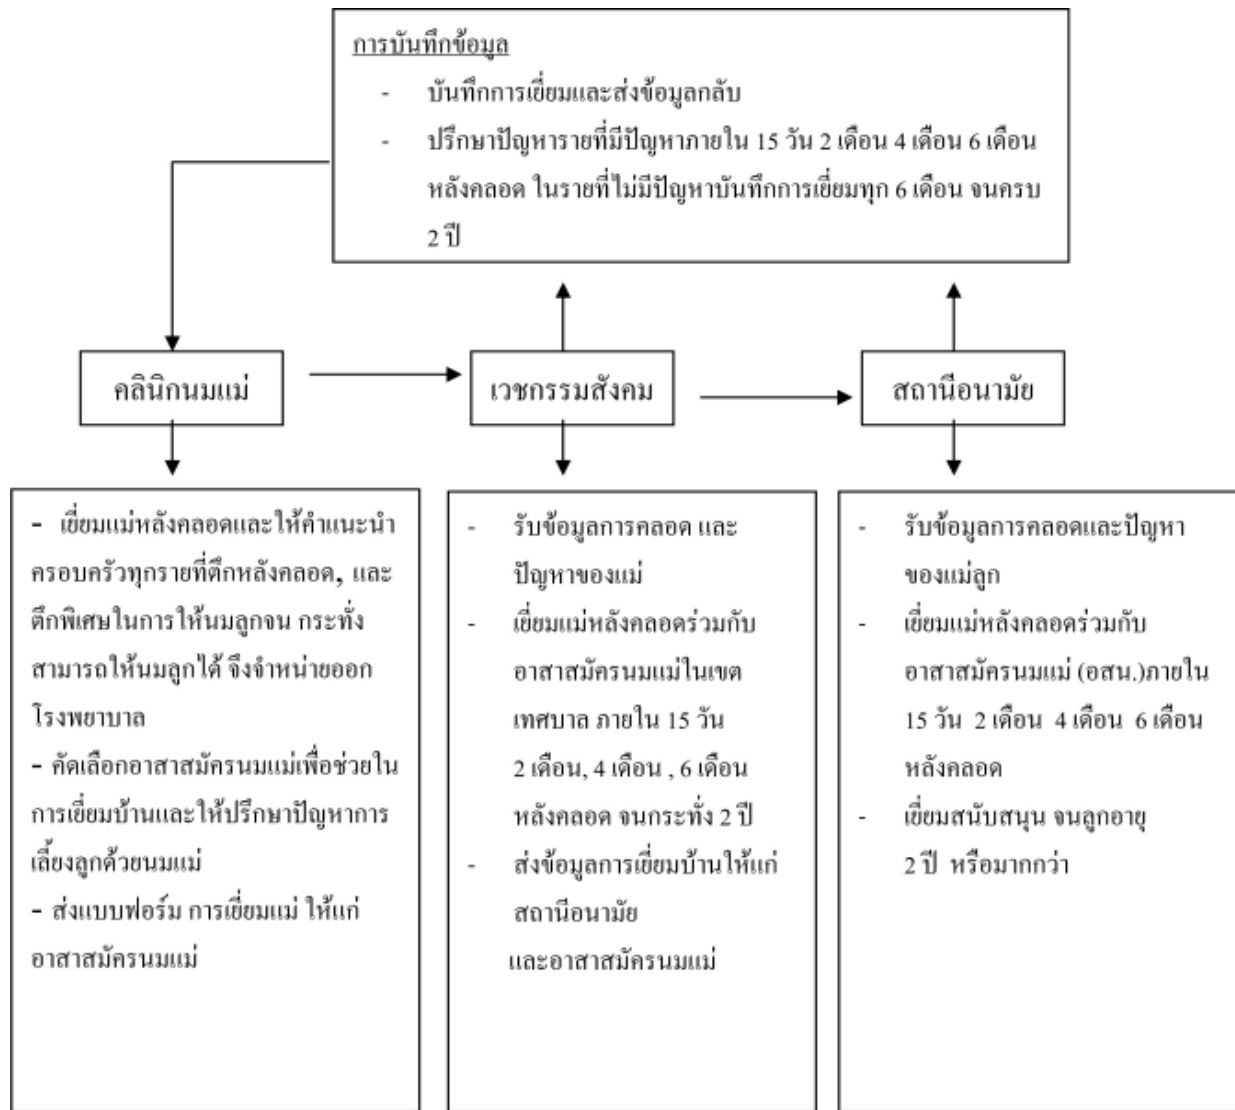 การบันทึกข้อมูล
- บันทึกการเยี่ยมและส่งข้อมูลกลับ
- ปรึกษาปัญหารายที่มีปัญหาภายใน 15 วัน 2 เดือน 4 เดือน 6 เดือน
หลังคลอด ในรายที่ไม่มีปัญหาบันทึกการเยี่ยมทุก 6 เดือน จนครบ
2 ปี
คลินิกนมแม่
เวชกรรมสังคม
สถานีอนามัย
- เยี่ยมแม่หลังคลอดและให้คำแนะนำ
ครอบครัวทุกรายที่ตึกหลังคลอด, และ
ตึกพิเศษในการให้นมลูกจน กระทั่ง
สามารถให้นมลูกได้ จึงจำหน่ายออก
โรงพยาบาล
- คัดเลือกอาสาสมัครนมแม่เพื่อช่วยใน
การเยี่ยมบ้านและให้ปรึกษาปัญหาการ
เลี้ยงลูกด้วยนมแม่
- ส่งแบบฟอร์ม การเยี่ยมแม่ ให้แก่
อาสาสมัครนมแม่
- รับข้อมูลการคลอด และ
ปัญหาของแม่
- เยี่ยมแม่หลังคลอดร่วมกับ
อาสาสมัครนมแม่ในเขต
เทศบาล ภายใน 15 วัน
2 เดือน, 4 เดือน , 6 เดือน
หลังคลอด จนกระทั่ง 2 ปี
- ส่งข้อมูลการเยี่ยมบ้านให้แก่
สถานีอนามัย
และอาสาสมัครนมแม่
- รับข้อมูลการคลอดและปัญหา
ของแม่ลูก
- เยี่ยมแม่หลังคลอดร่วมกับ
อาสาสมัครนมแม่ (อสน.)ภายใน
15 วัน 2 เดือน 4 เดือน 6 เดือน
หลังคลอด
- เยี่ยมสนับสนุน จนลูกอายุ
2 ปี หรือมากกว่า